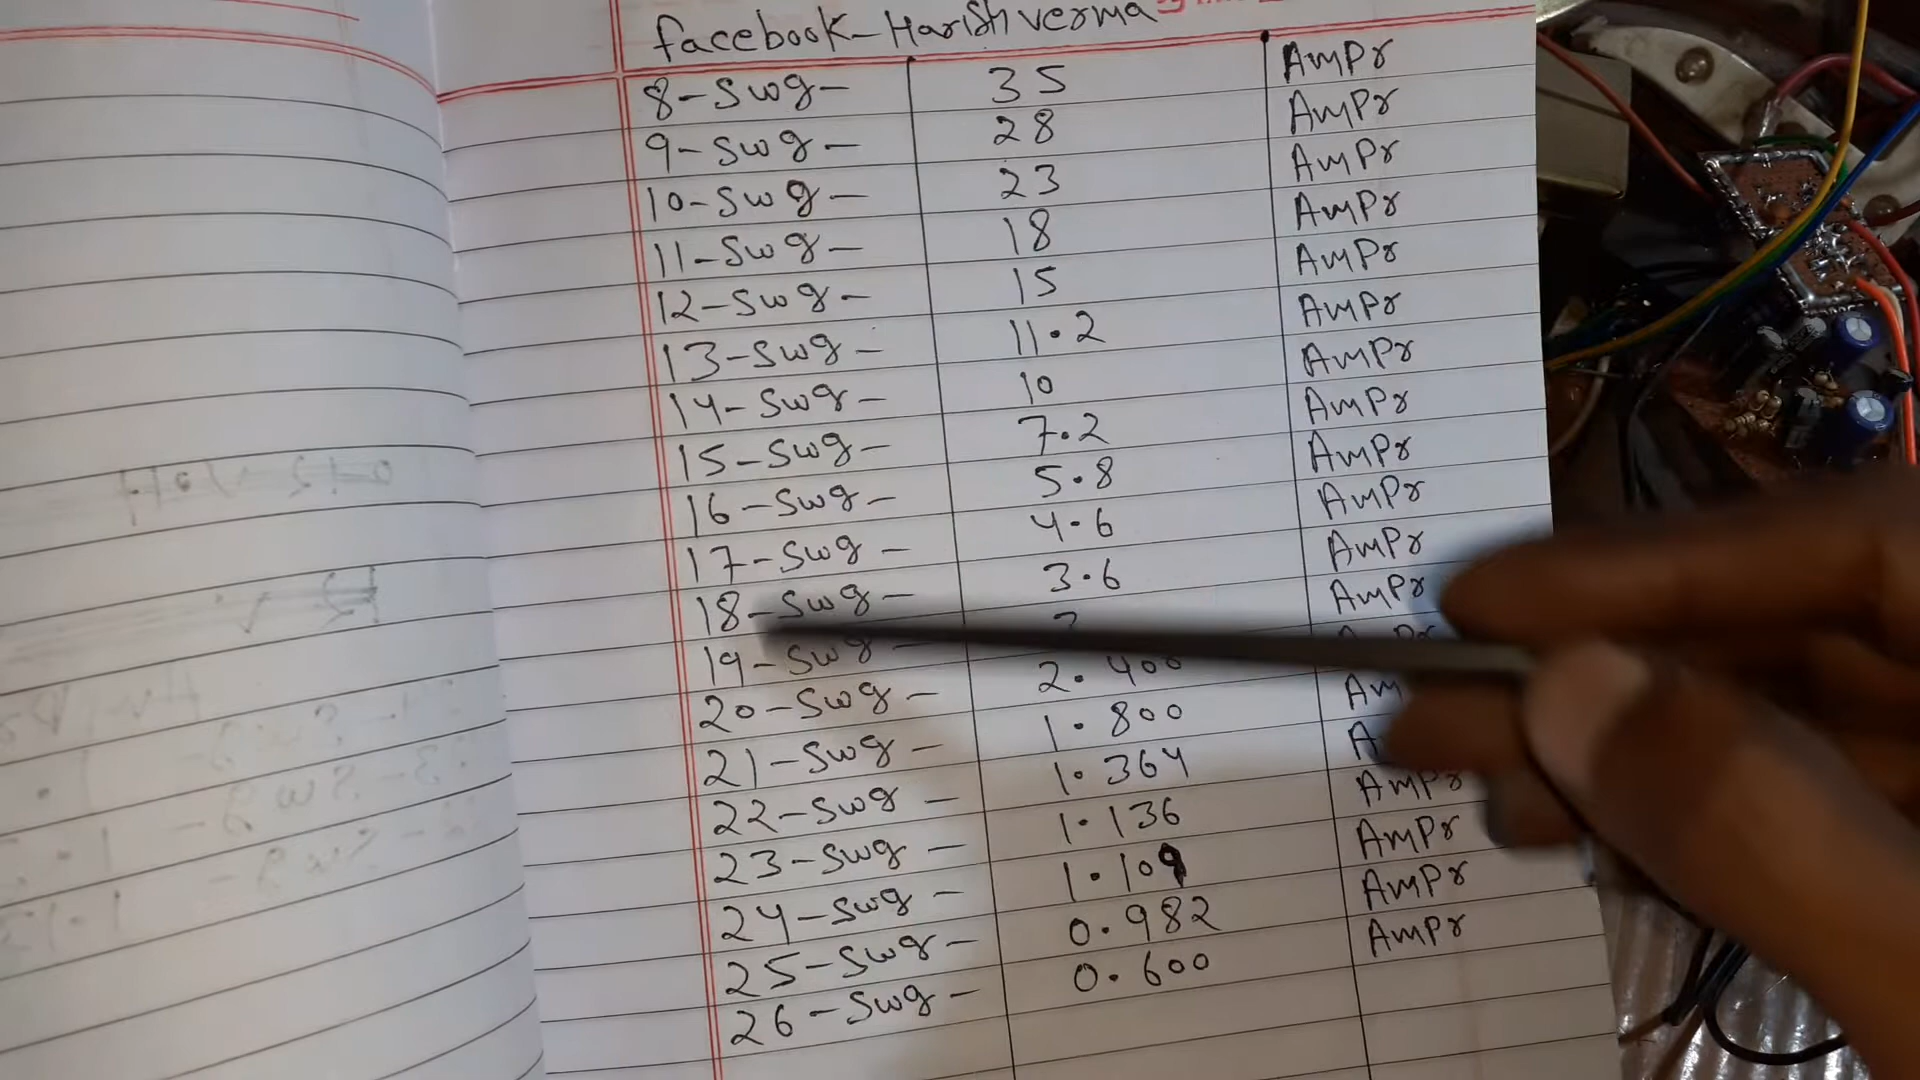 facebook-Harish verma
8-swg- 35 AmPr
9-swg- 28 AmPr
10-swg- 23 AmPr
11-swg- 18 AmPr
12-swg- 15 AmPr
13-swg- 11.2 AmPr
14-swg- 10 AmPr
15-swg- 7.2 AmPr
16-swg- 5.8 AmPr
17-swg- 4.6 AmPr
18-swg- 3.6 AmPr
19-swg- AmPr
20-swg- 2.400
21-swg- 1.800 Am
22-swg- 1.364 A
23-swg- 1.136 AmPr
24-swg- 1.109 AmPr
25-swg- 0.982 AmPr
26-swg- 0.600 AmPr